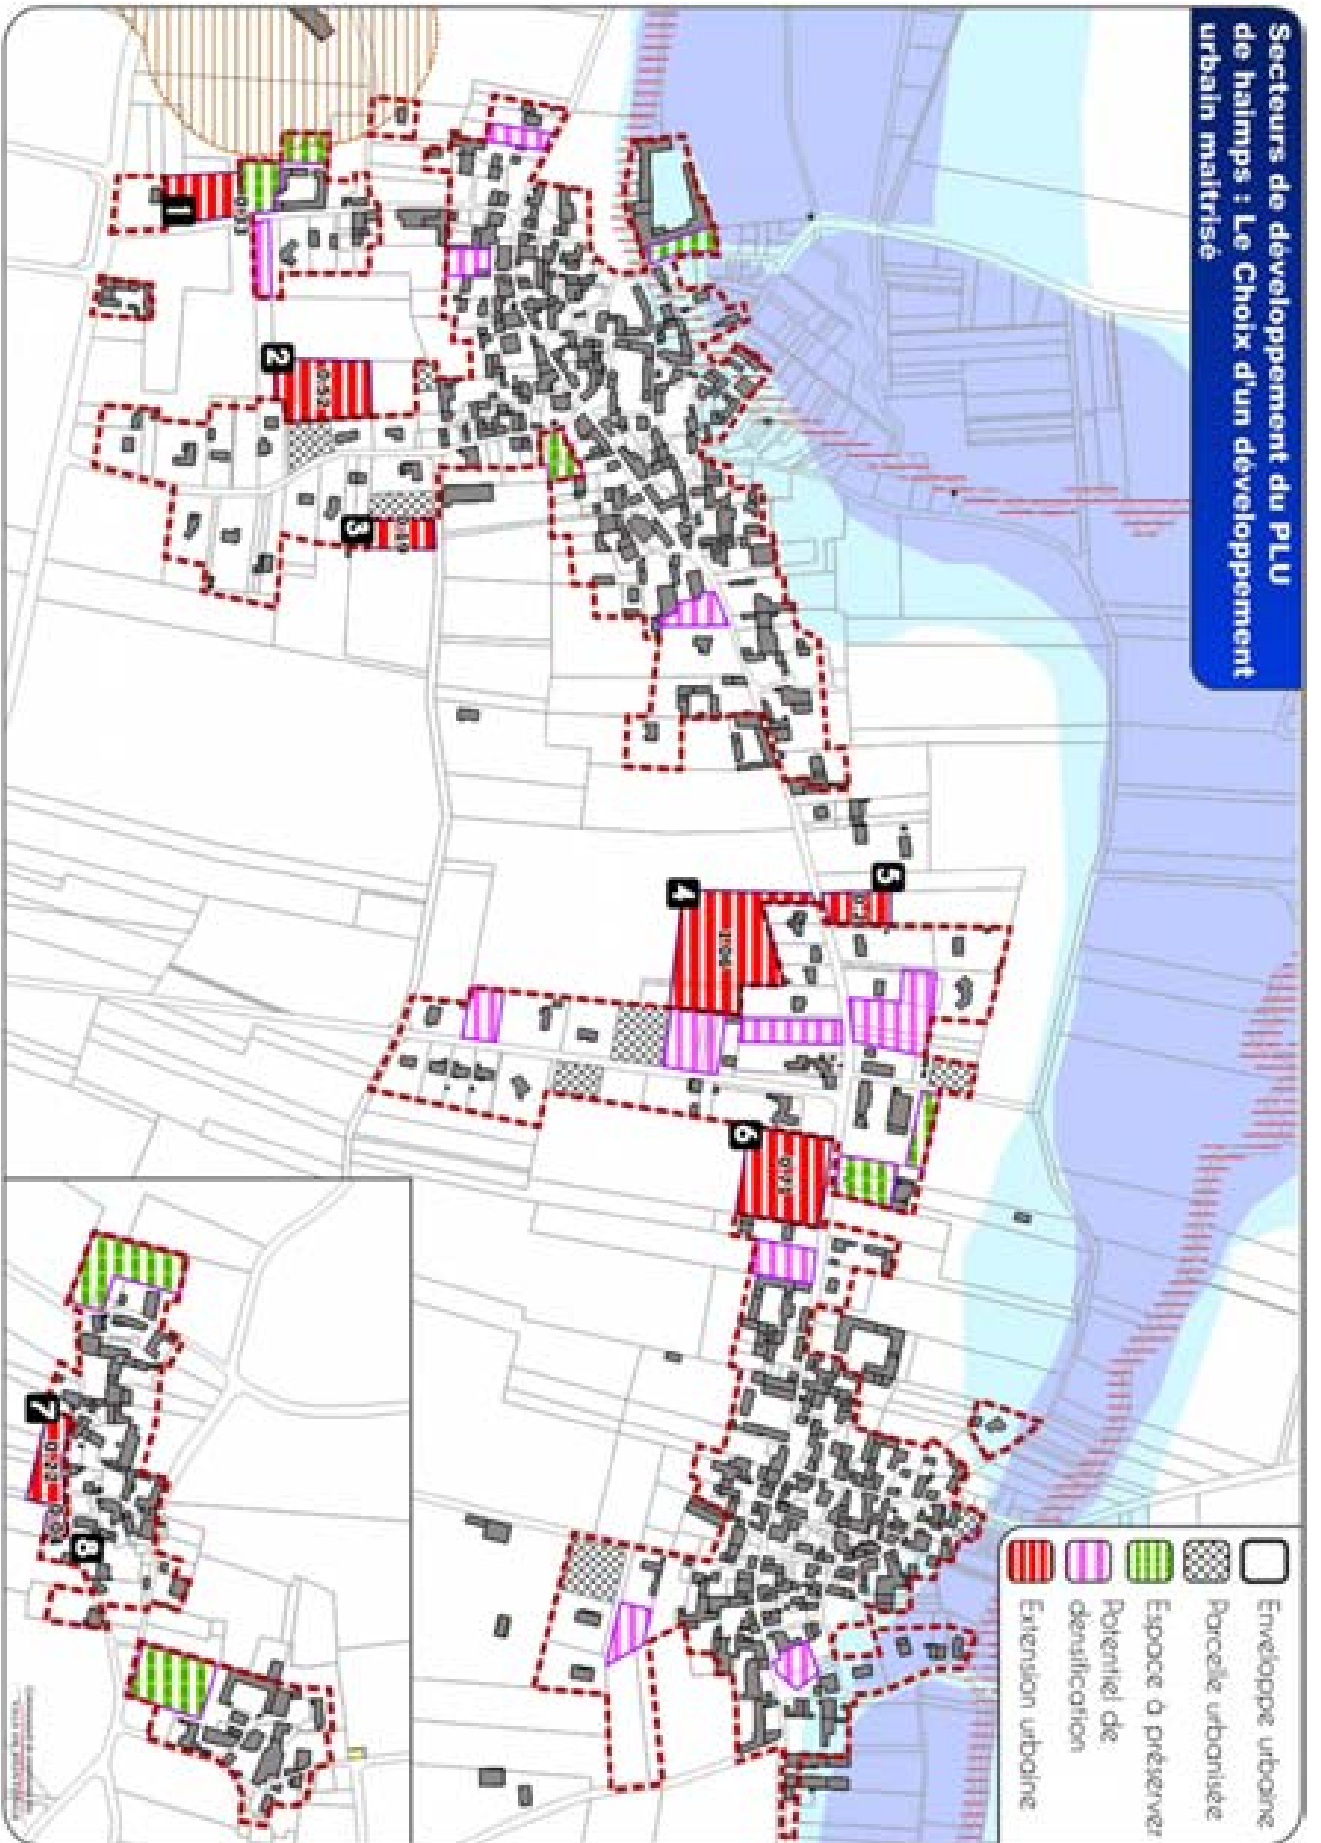 Secteurs de développement du PLU
de haimps : Le Choix d'un développement
urbain maitrisé
1
2
3
4
5
6
7
8
Enveloppe urbaine
Parcelle urbanisée
Espace à préserver
Potentiel de
densification
Extension urbaine